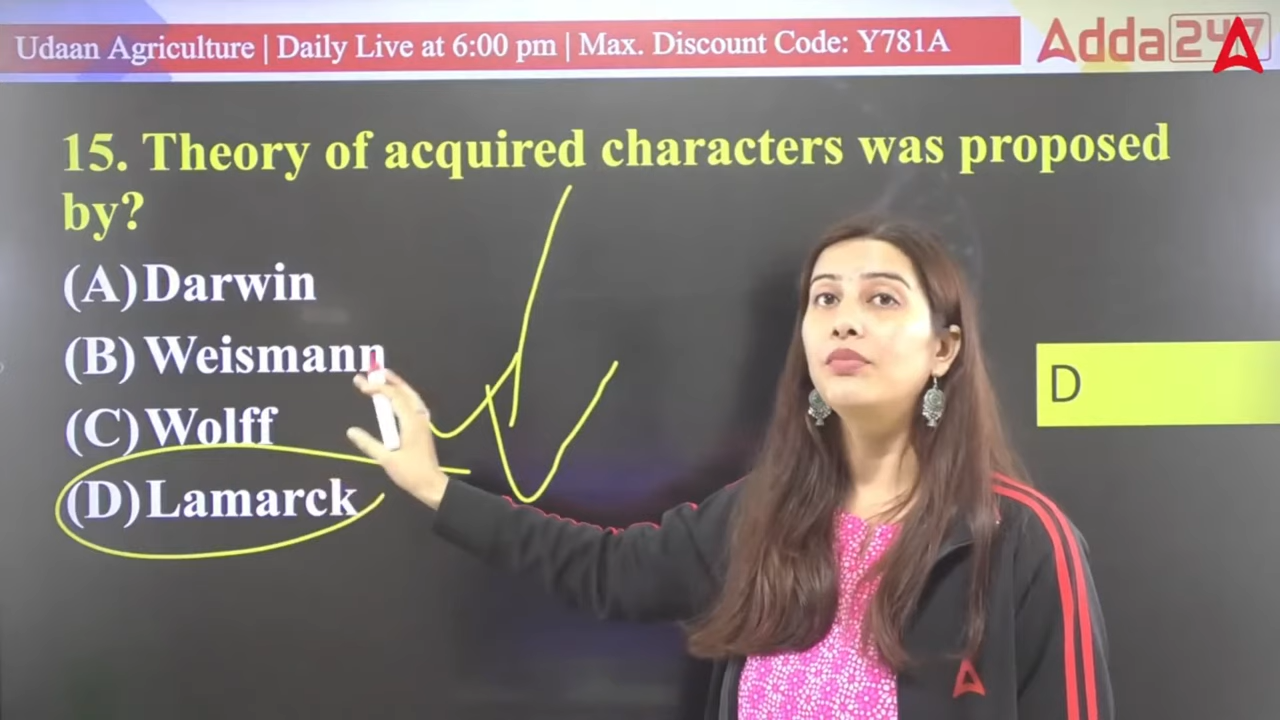 Udaan Agriculture | Daily Live at 6:00 pm | Max. Discount Code: Y781A
Adda247
15. Theory of acquired characters was proposed
by?
(A) Darwin
(B) Weismann
(C) Wolff
(D) Lamarck
D